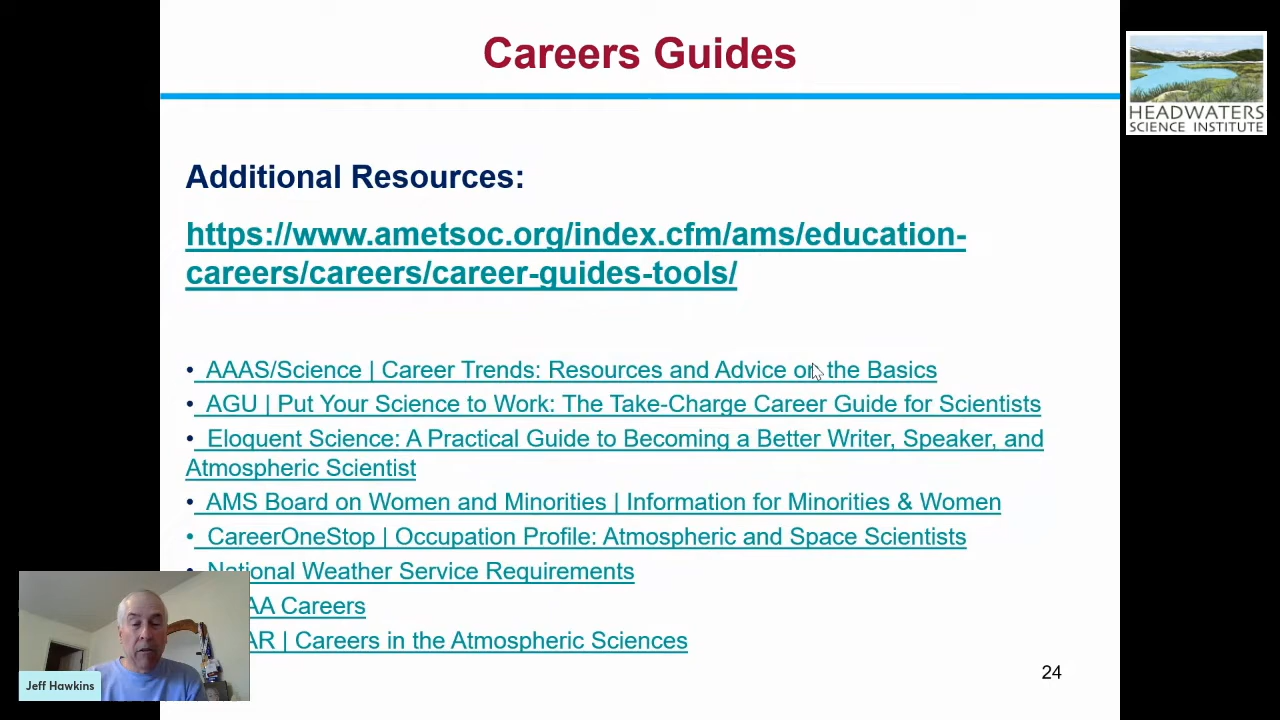 Careers Guides
HEADWATERS
SCIENCE INSTITUTE
Additional Resources:
https://www.ametsoc.org/index.cfm/ams/education-
careers/careers/career-guides-tools/
• AAAS/Science | Career Trends: Resources and Advice on the Basics
• AGU | Put Your Science to Work: The Take-Charge Career Guide for Scientists
• Eloquent Science: A Practical Guide to Becoming a Better Writer, Speaker, and
Atmospheric Scientist
• AMS Board on Women and Minorities | Information for Minorities & Women
• CareerOneStop | Occupation Profile: Atmospheric and Space Scientists
• National Weather Service Requirements
AA Careers
AR | Careers in the Atmospheric Sciences
Jeff Hawkins
24